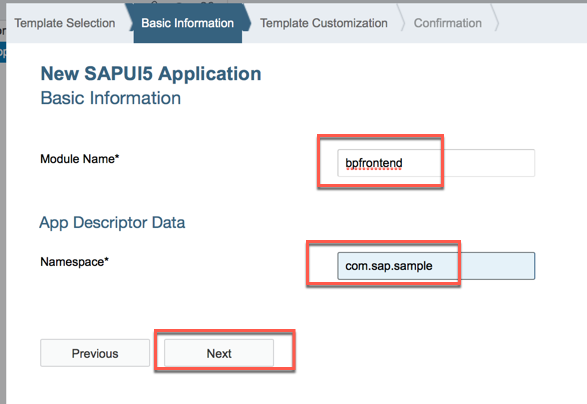 Template Selection Basic Information Template Customization Confirmation
New SAPUI5 Application
Basic Information
Module Name* bpfrontend
App Descriptor Data
Namespace* com.sap.sample
Previous Next